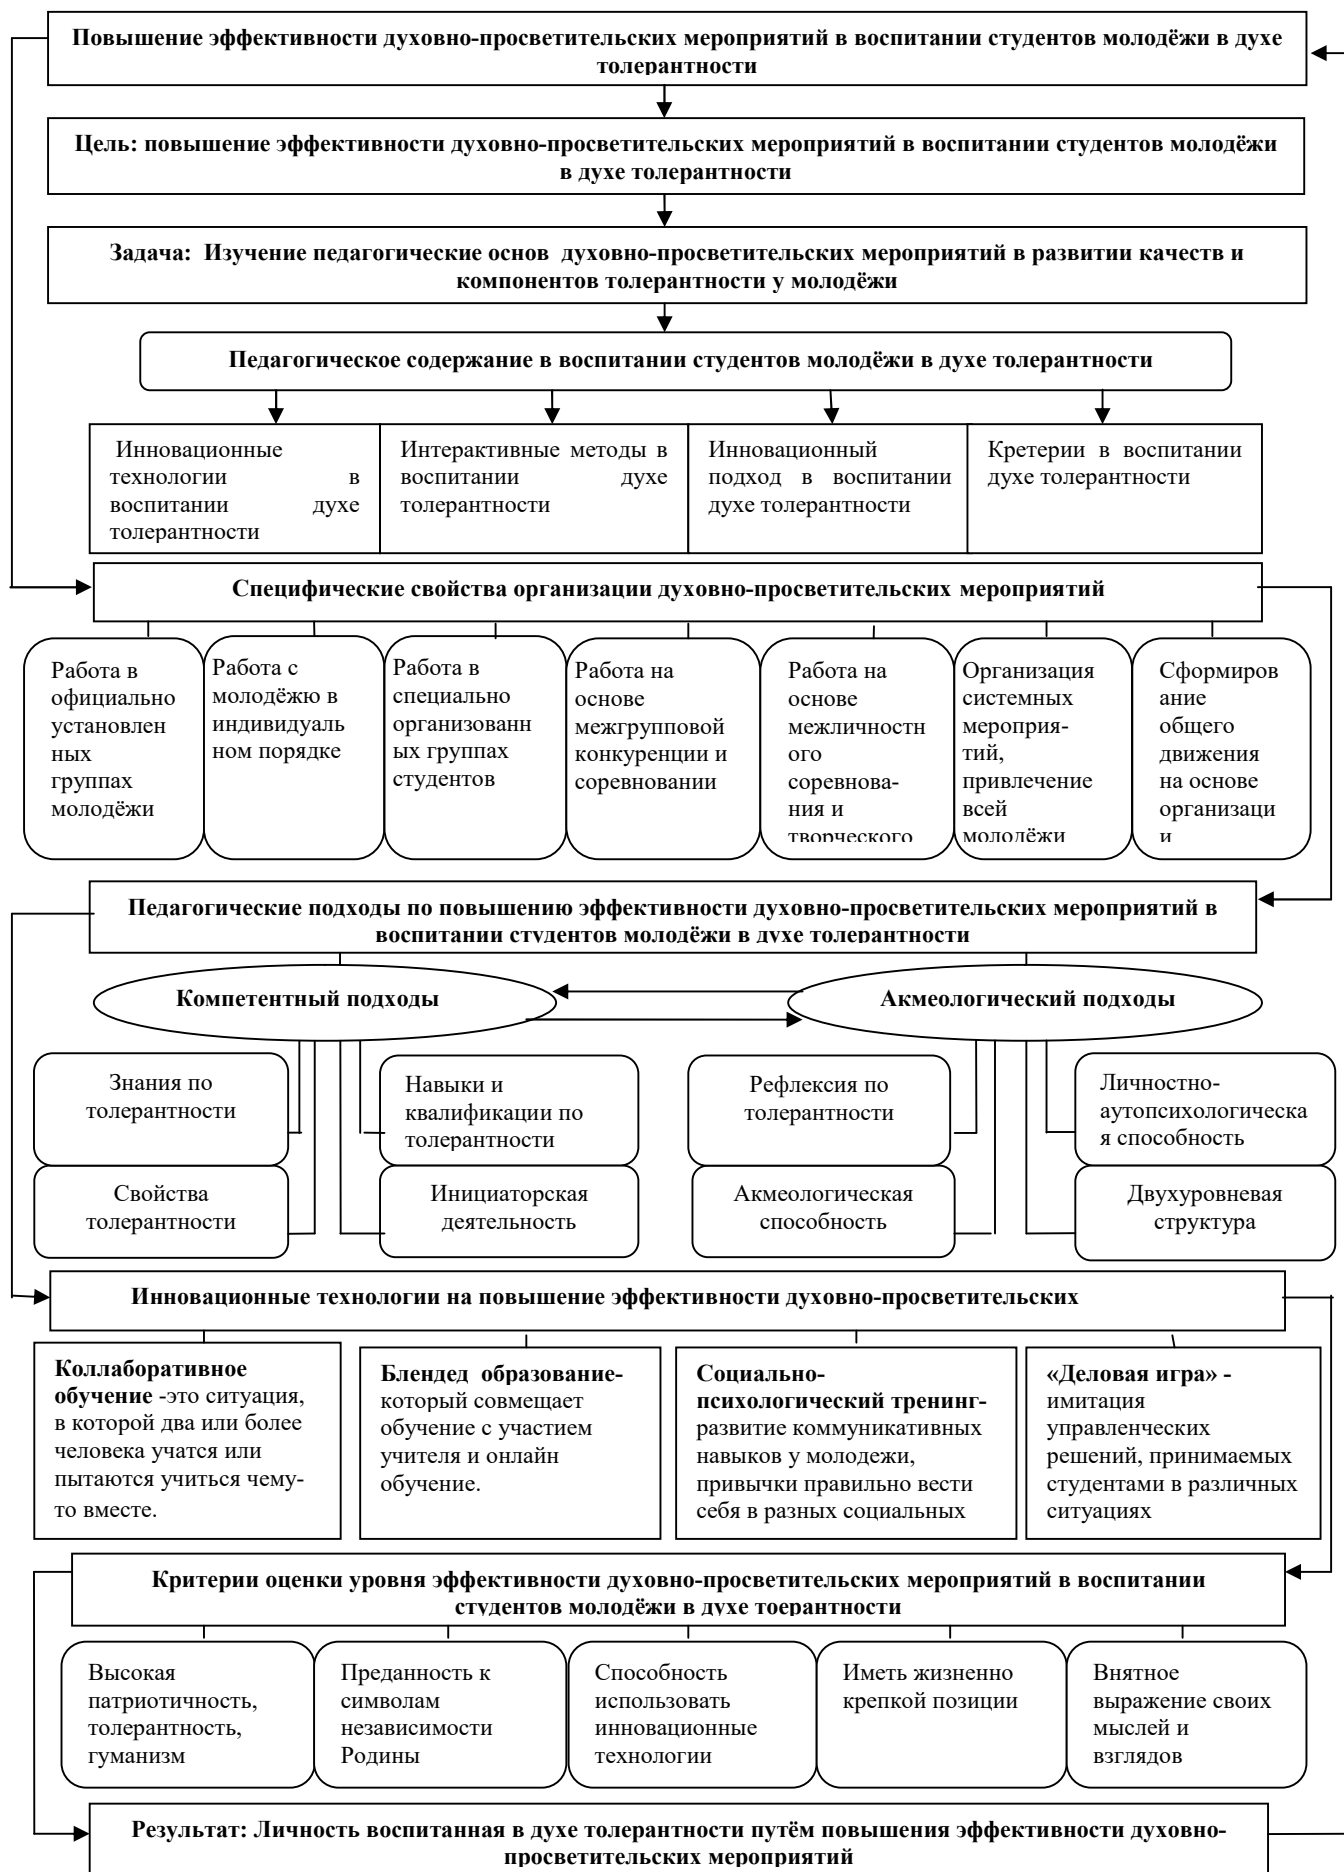 Повышение эффективности духовно-просветительских мероприятий в воспитании студентов молодёжи в духе
толерантности
Цель: повышение эффективности духовно-просветительских мероприятий в воспитании студентов молодёжи
в духе толерантности
Задача: Изучение педагогические основ духовно-просветительских мероприятий в развитии качеств и
компонентов толерантности у молодёжи
Педагогическое содержание в воспитании студентов молодёжи в духе толерантности
Инновационные
технологии в
воспитании духе
толерантности
Интерактивные методы в
воспитании духе
толерантности
Инновационный
подход в воспитании
духе толерантности
Кретерии в воспитании
духе толерантности
Специфические свойства организации духовно-просветительских мероприятий
Работа в
официально
установлен
ных
группах
молодёжи
Работа с
молодёжю в
индивидуаль
ном порядке
Работа в
специально
организованн
ых группах
студентов
Работа на
основе
межгрупповой
конкуренции и
соревновании
Работа на
основе
межличностн
ого
соревнова-
ния и
творческого
Организация
системных
мероприя-
тий,
привлечение
всей
молодёжи
Сформиров
ание
общего
движения
на основе
организаци
и
Педагогические подходы по повышению эффективности духовно-просветительских мероприятий в
воспитании студентов молодёжи в духе толерантности
Компетентный подходы
Акмеологический подходы
Знания по
толерантности
Навыки и
квалификации по
толерантности
Рефлексия по
толерантности
Личностно-
аутопсихологическа
я способность
Свойства
толерантности
Инициаторская
деятельность
Акмеологическая
способность
Двухуровневая
структура
Инновационные технологии на повышение эффективности духовно-просветительских
Коллаборативное
обучение -это ситуация,
в которой два или более
человека учатся или
пытаются учиться чему-
то вместе.
Блендед образование-
который совмещает
обучение с участием
учителя и онлайн
обучение.
Социально-
психологический тренинг-
развитие коммуникативных
навыков у молодежи,
привычки правильно вести
себя в разных социальных
«Деловая игра» -
имитация
управленческих
решений, принимаемых
студентами в различных
ситуациях
Критерии оценки уровня эффективности духовно-просветительских мероприятий в воспитании
студентов молодёжи в духе тоерантности
Высокая
патриотичность,
толерантность,
гуманизм
Преданность к
символам
независимости
Родины
Способность
использовать
инновационные
технологии
Иметь жизненно
крепкой позиции
Внятное
выражение своих
мыслей и
взглядов
Результат: Личность воспитанная в духе толерантности путём повышения эффективности духовно-
просветительских мероприятий